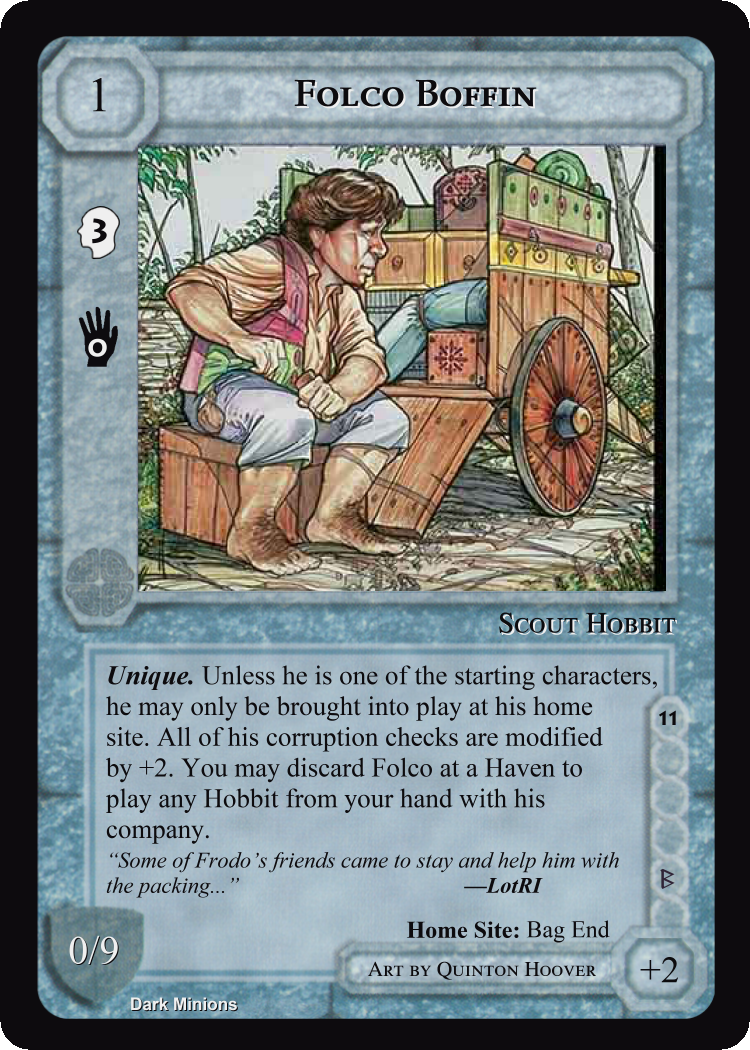 1
Folco Boffin
3
0
Scout Hobbit
Unique. Unless he is one of the starting characters,
he may only be brought into play at his home
site. All of his corruption checks are modified
by +2. You may discard Folco at a Haven to
play any Hobbit from your hand with his
company.
“Some of Frodo’s friends came to stay and help him with
the packing...” —LotRI
11
ᛒ
Home Site: Bag End
0/9
Art by Quinton Hoover
+2
Dark Minions